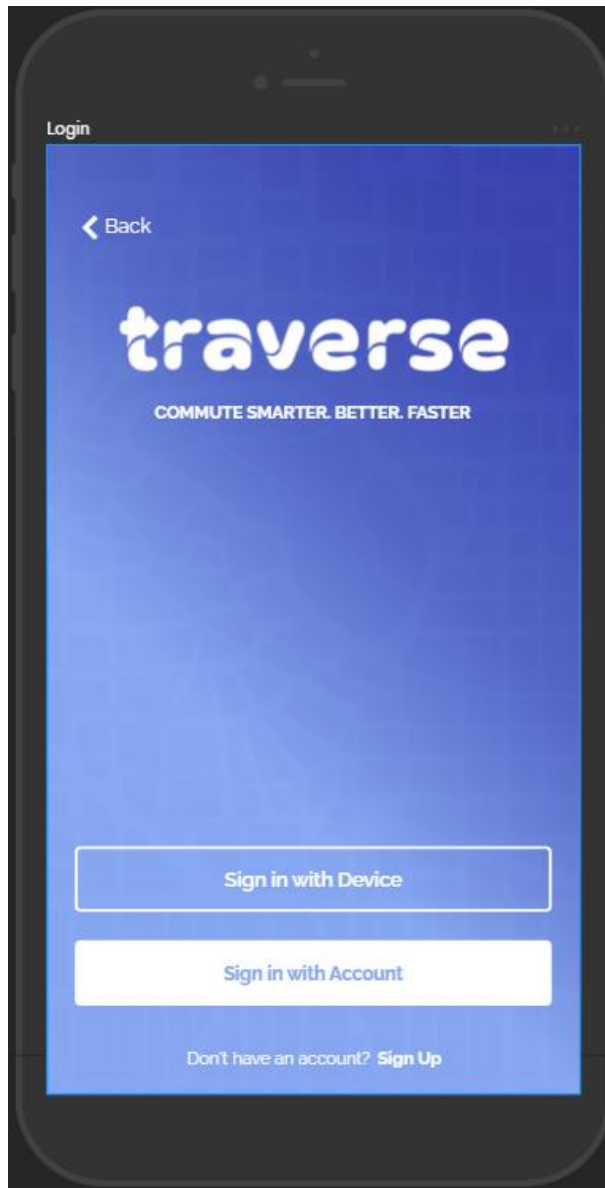 Login
Back
traverse
COMMUTE SMARTER. BETTER. FASTER
Sign in with Device
Sign in with Account
Don't have an account? Sign Up